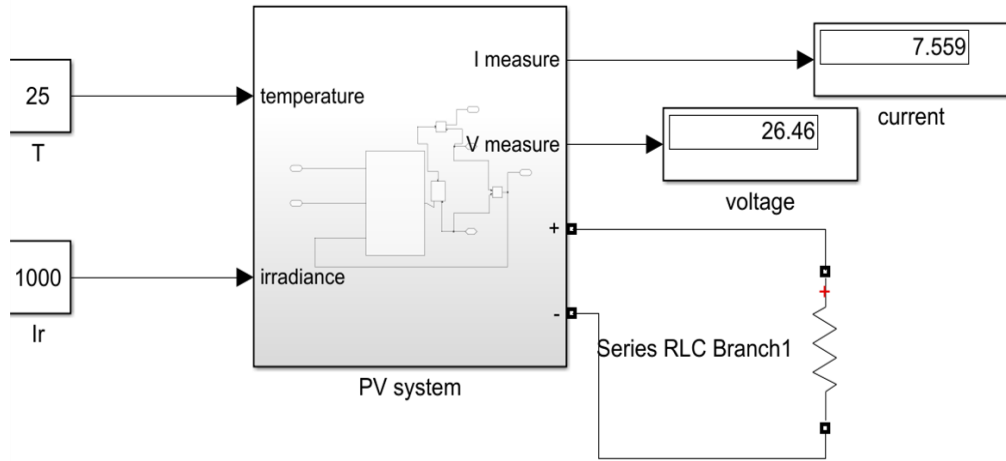 25
T
1000
Ir
temperature
irradiance
I measure
V measure
+
-
PV system
7.559
current
26.46
voltage
+
Series RLC Branch1